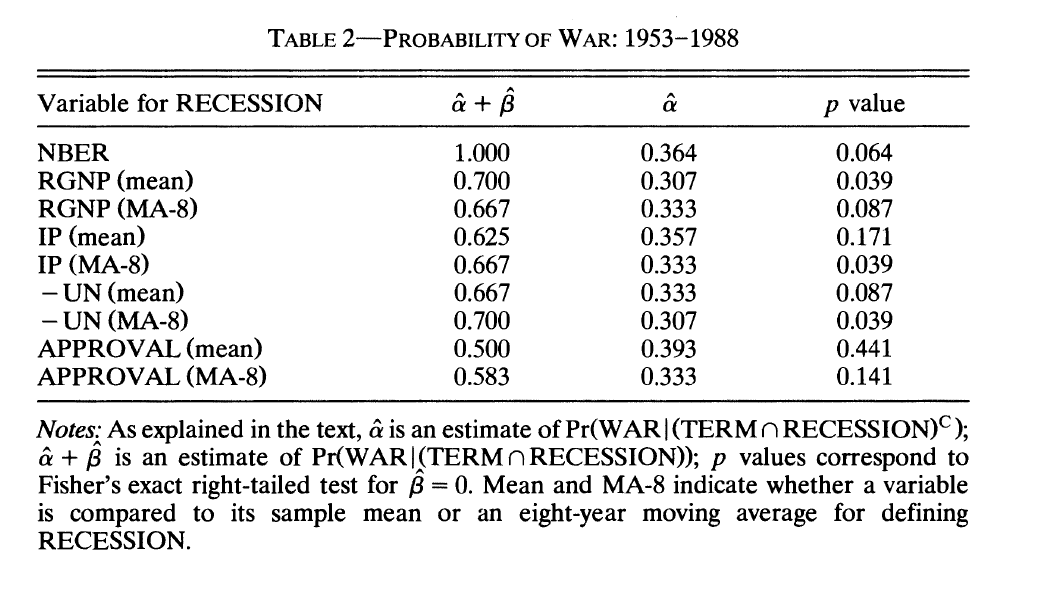 TABLE 2—PROBABILITY OF WAR: 1953–1988
Variable for RECESSION α̂ + β̂ α̂ p value
NBER 1.000 0.364 0.064
RGNP (mean) 0.700 0.307 0.039
RGNP (MA-8) 0.667 0.333 0.087
IP (mean) 0.625 0.357 0.171
IP (MA-8) 0.667 0.333 0.039
−UN (mean) 0.667 0.333 0.087
−UN (MA-8) 0.700 0.307 0.039
APPROVAL (mean) 0.500 0.393 0.441
APPROVAL (MA-8) 0.583 0.333 0.141
Notes: As explained in the text, α̂ is an estimate of Pr(WAR|(TERM∩RECESSION)ᶜ);
α̂ + β̂ is an estimate of Pr(WAR|(TERM∩RECESSION)); p values correspond to
Fisher's exact right-tailed test for β̂ = 0. Mean and MA-8 indicate whether a variable
is compared to its sample mean or an eight-year moving average for defining
RECESSION.